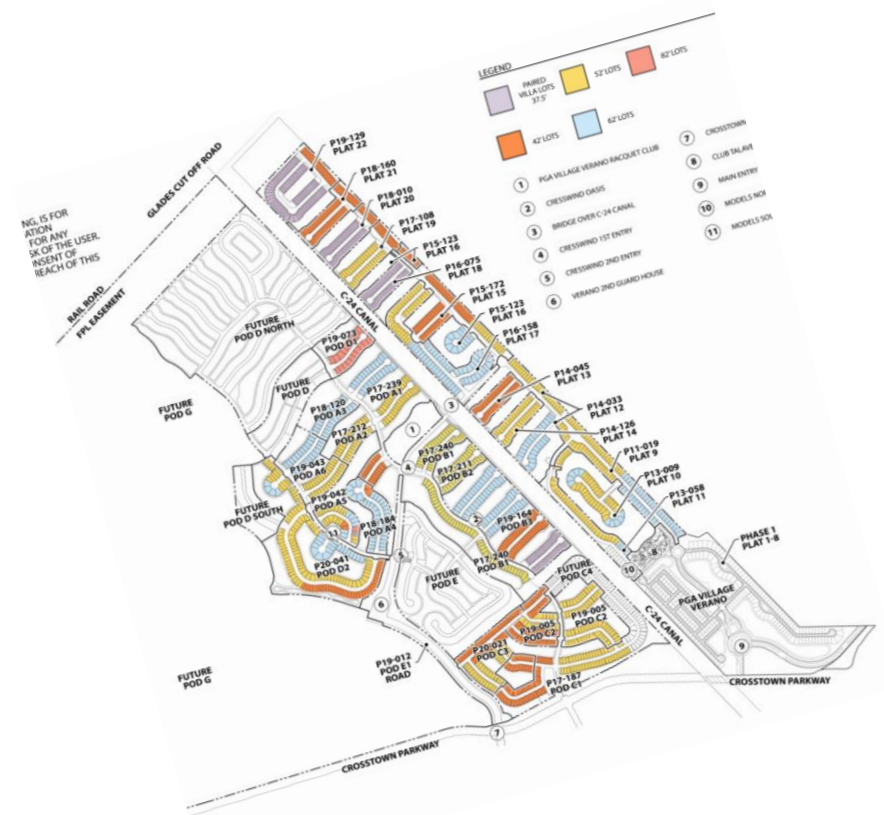 LEGEND
PAIRED
VILLA LOTS
37.5'
52' LOTS
82' LOTS
42' LOTS
62' LOTS
1 PGA VILLAGE VERANO RACQUET CLUB
2 CRESSWIND OASIS
3 BRIDGE OVER C-24 CANAL
4 CRESSWIND 1ST ENTRY
5 CRESSWIND 2ND ENTRY
6 VERANO 2ND GUARD HOUSE
7 CROSSTOWN
8 CLUB TALAVE
9 MAIN ENTRY
10 MODELS NO
11 MODELS SOU
NG, IS FOR
ATION
FOR ANY
SK OF THE USER.
NSENT OF
REACH OF THIS
GLADES CUT OFF ROAD
RAIL ROAD
FPL EASEMENT
P19-129
PLAT 22
P18-160
PLAT 21
P18-010
PLAT 20
P17-108
PLAT 19
P15-123
PLAT 16
P16-075
PLAT 18
P15-172
PLAT 15
P15-123
PLAT 16
P16-158
PLAT 17
P14-045
PLAT 13
P14-033
PLAT 12
P14-126
PLAT 14
P11-019
PLAT 9
P13-009
PLAT 10
P13-058
PLAT 11
PHASE 1
PLAT 1-8
C-24 CANAL
FUTURE
POD D NORTH
P19-073
POD D1
FUTURE
POD D
FUTURE
POD G
P17-239
POD A1
P18-120
POD A3
P17-212
POD A2
1
3
4
P17-240
POD B1
P17-211
POD B2
P19-043
POD A6
P19-042
POD A5
P18-184
POD A4
FUTURE
POD D SOUTH
11
P20-041
POD D2
2
5
6
P19-164
POD B3
P17-240
POD B1
FUTURE
POD E
FUTURE
POD C4
8
10
PGA VILLAGE
VERANO
9
C-24 CANAL
P19-005
POD C2
P19-005
POD C2
P20-021
POD C3
P17-187
POD C1
P19-012
POD E1
ROAD
FUTURE
POD G
CROSSTOWN PARKWAY
7
CROSSTOWN PARKWAY